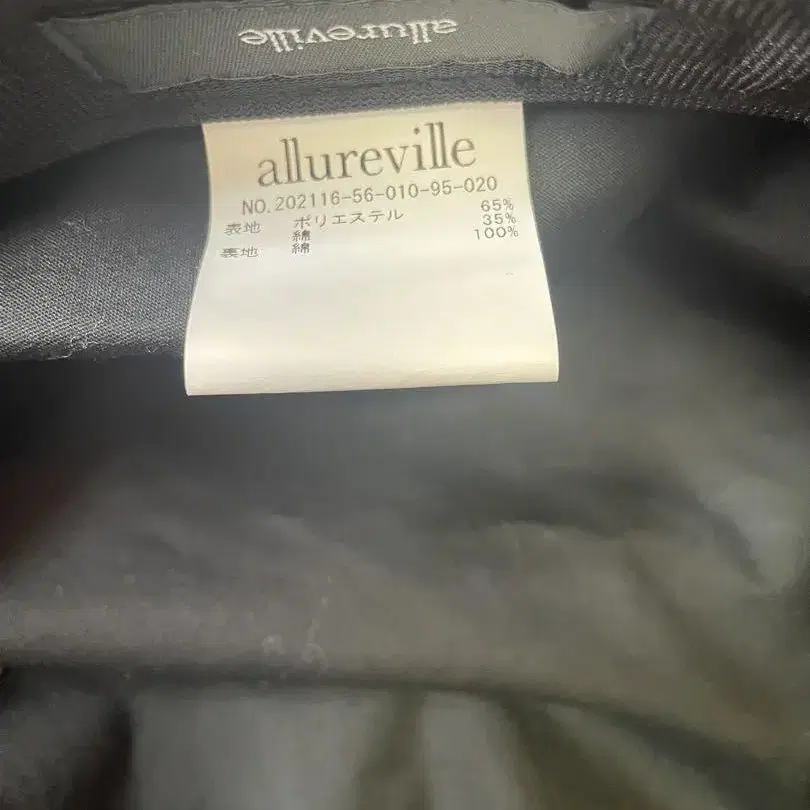 allureville
allureville
NO.202116-56-010-95-020
表地 ポリエステル 65%
綿 35%
裏地 綿 100%